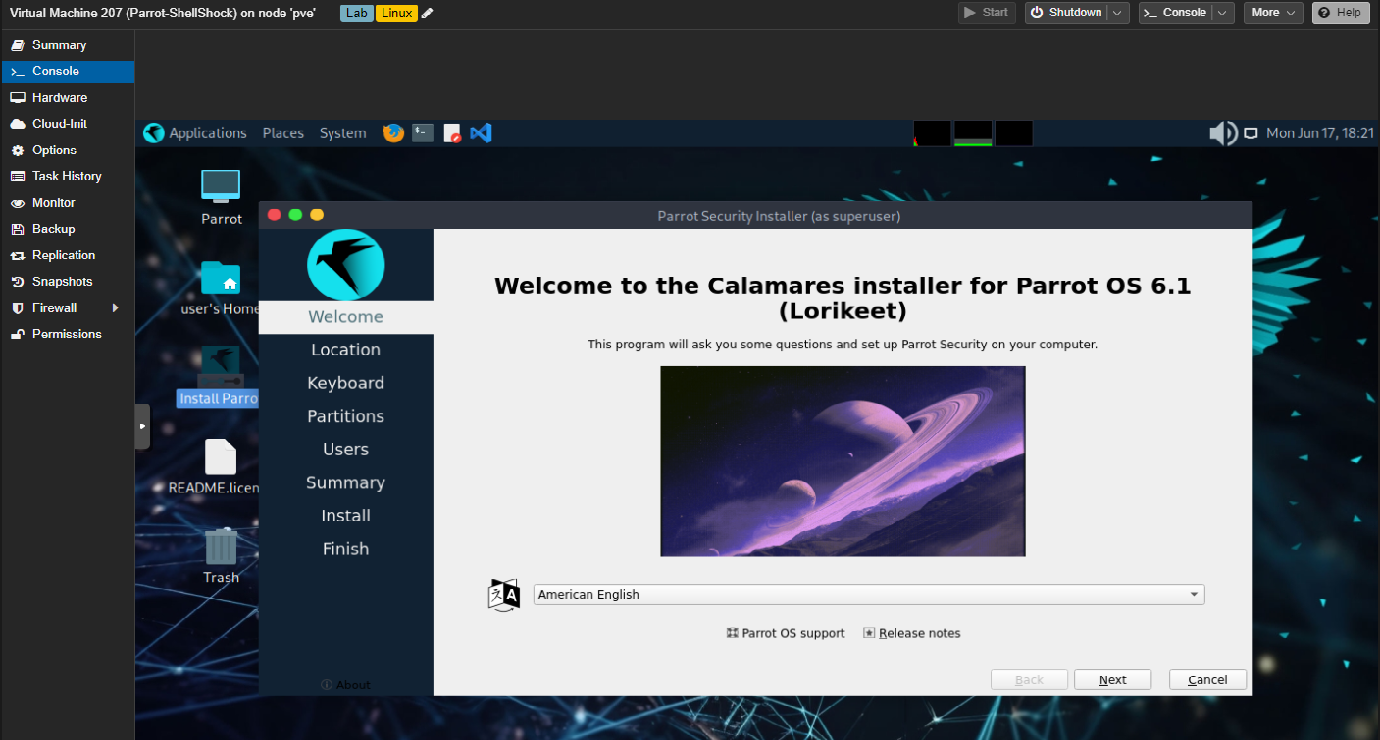 Virtual Machine 207 (Parrot-ShellShock) on node 'pve' Lab Linux Start Shutdown Console More Help
Summary
Console
Hardware
Cloud-Init
Options
Task History
Monitor
Backup
Replication
Snapshots
Firewall
Permissions
Applications Places System Mon Jun 17, 18:21
Parrot
user's Home
Install Parro
README.licen
Trash
Parrot Security Installer (as superuser)
Welcome
Location
Keyboard
Partitions
Users
Summary
Install
Finish
About
Welcome to the Calamares installer for Parrot OS 6.1
(Lorikeet)
This program will ask you some questions and set up Parrot Security on your computer.
American English
Parrot OS support Release notes
Back Next Cancel